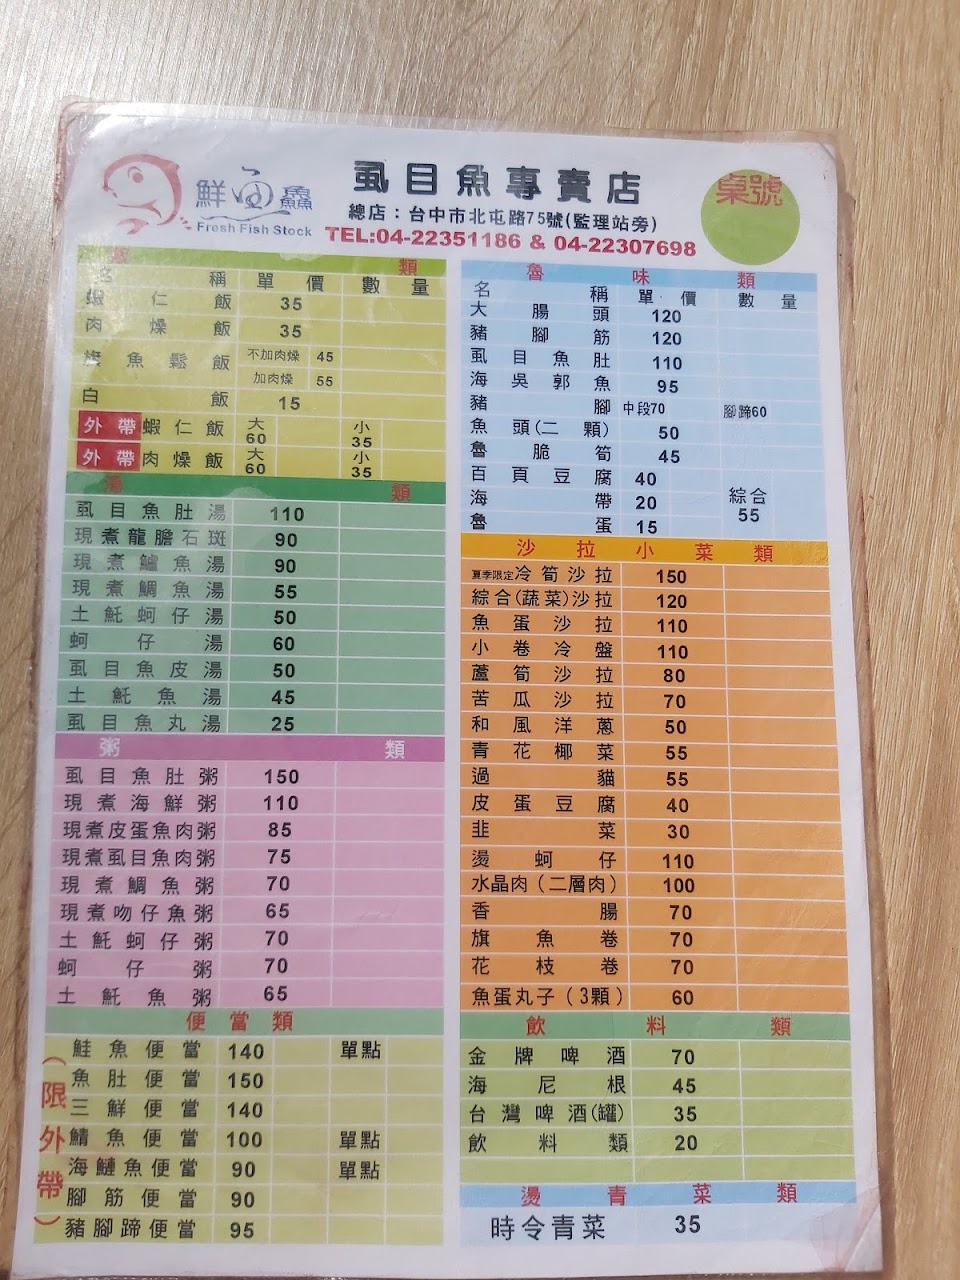 鮮魚鱻
Fresh Fish Stock
虱目魚專賣店
總店：台中市北屯路75號(監理站旁)
TEL:04-22351186 & 04-22307698
桌號
飯 類
名稱 單價 數量
蝦仁飯 35
肉燥飯 35
旗魚鬆飯 不加肉燥 45
加肉燥 55
白飯 15
外帶 蝦仁飯 大 60 小 35
外帶 肉燥飯 大 60 小 35
湯 類
虱目魚肚湯 110
現煮龍膽石斑 90
現煮鱸魚湯 90
現煮鯛魚湯 55
土魠蚵仔湯 50
蚵仔湯 60
虱目魚皮湯 50
土魠魚湯 45
虱目魚丸湯 25
粥 類
虱目魚肚粥 150
現煮海鮮粥 110
現煮皮蛋魚肉粥 85
現煮虱目魚肉粥 75
現煮鯛魚粥 70
現煮吻仔魚粥 65
土魠蚵仔粥 70
蚵仔粥 70
土魠魚粥 65
便當類
（限外帶）
鮭魚便當 140 單點
魚肚便當 150
三鮮便當 140
鯖魚便當 100 單點
海鱺魚便當 90 單點
腳筋便當 90
豬腳蹄便當 95
魯味類
名稱 單價 數量
大腸頭 120
豬腳筋 120
虱目魚肚 110
海吳郭魚 95
豬腳 中段70 腳蹄60
魚頭(二顆) 50
魯脆筍 45
百頁豆腐 40
海帶 20 綜合 55
魯蛋 15
沙拉小菜類
夏季限定冷筍沙拉 150
綜合(蔬菜)沙拉 120
魚蛋沙拉 110
小卷冷盤 110
蘆筍沙拉 80
苦瓜沙拉 70
和風洋蔥 50
青花椰菜 55
過貓 55
皮蛋豆腐 40
韭菜 30
燙蚵仔 110
水晶肉（二層肉） 100
香腸 70
旗魚卷 70
花枝卷 70
魚蛋丸子（3顆） 60
飲料類
金牌啤酒 70
海尼根 45
台灣啤酒(罐) 35
飲料類 20
燙青菜類
時令青菜 35